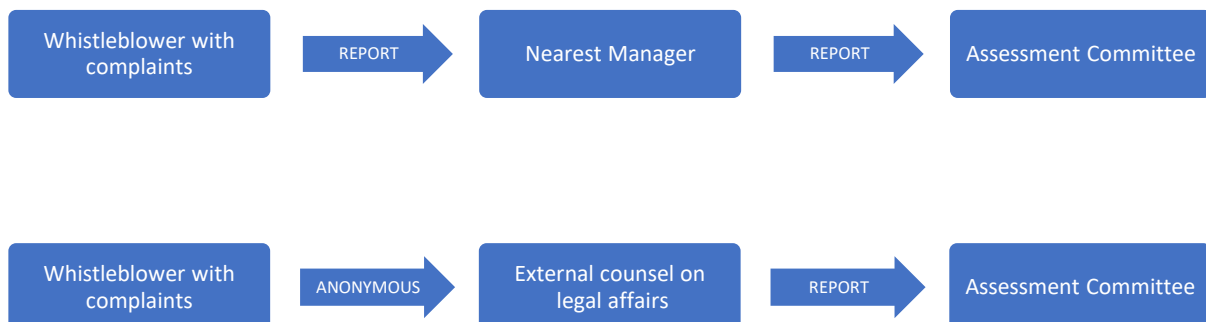 Whistleblower with
complaints
REPORT
Nearest Manager
REPORT
Assessment Committee
Whistleblower with
complaints
ANONYMOUS
External counsel on
legal affairs
REPORT
Assessment Committee